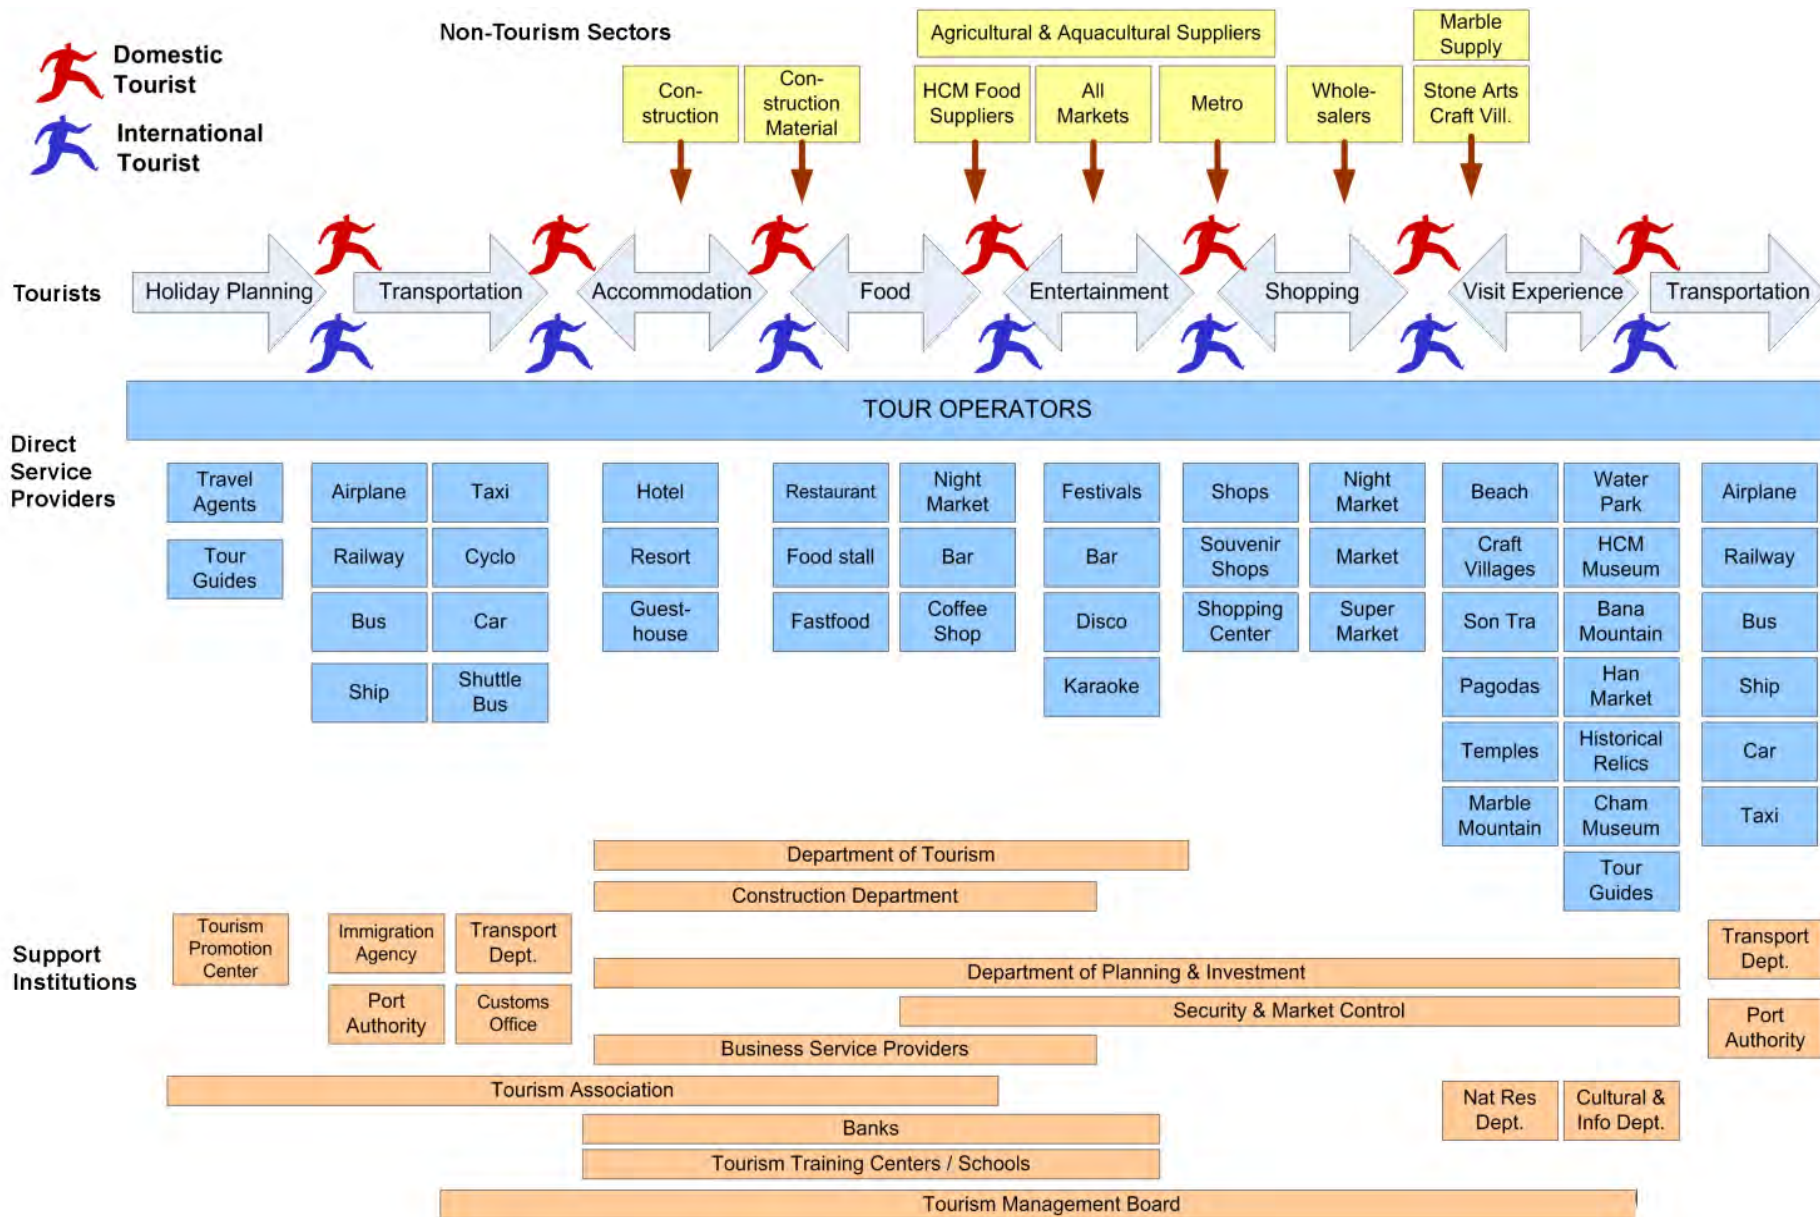 Non-Tourism Sectors
Domestic
Tourist
International
Tourist
Agricultural & Aquacultural Suppliers
Marble
Supply
Con-
struction
Con-
struction
Material
HCM Food
Suppliers
All
Markets
Metro
Whole-
salers
Stone Arts
Craft Vill.
Tourists
Holiday Planning
Transportation
Accommodation
Food
Entertainment
Shopping
Visit Experience
Transportation
TOUR OPERATORS
Direct
Service
Providers
Travel
Agents
Airplane
Taxi
Hotel
Restaurant
Night
Market
Festivals
Shops
Night
Market
Beach
Water
Park
Airplane
Tour
Guides
Railway
Cyclo
Resort
Food stall
Bar
Bar
Souvenir
Shops
Market
Craft
Villages
HCM
Museum
Railway
Bus
Car
Guest-
house
Fastfood
Coffee
Shop
Disco
Shopping
Center
Super
Market
Son Tra
Bana
Mountain
Bus
Ship
Shuttle
Bus
Karaoke
Pagodas
Han
Market
Ship
Temples
Historical
Relics
Car
Marble
Mountain
Cham
Museum
Taxi
Tour
Guides
Department of Tourism
Construction Department
Support
Institutions
Tourism
Promotion
Center
Immigration
Agency
Transport
Dept.
Transport
Dept.
Department of Planning & Investment
Port
Authority
Customs
Office
Security & Market Control
Port
Authority
Business Service Providers
Tourism Association
Nat Res
Dept.
Cultural &
Info Dept.
Banks
Tourism Training Centers / Schools
Tourism Management Board